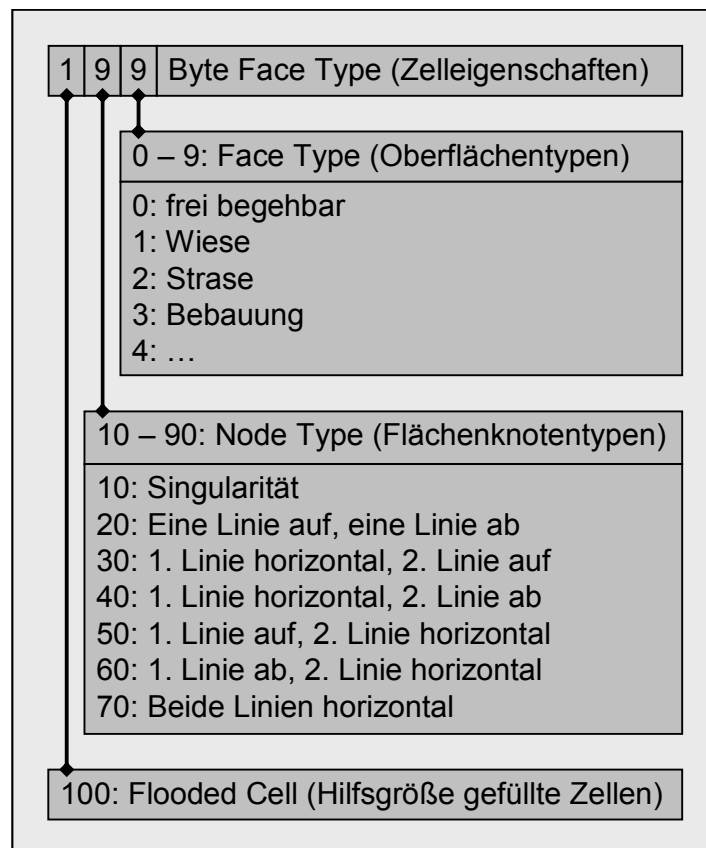 1 9 9 Byte Face Type (Zelleigenschaften)
0 – 9: Face Type (Oberflächentypen)
0: frei begehbar
1: Wiese
2: Strase
3: Bebauung
4: …
10 – 90: Node Type (Flächenknotentypen)
10: Singularität
20: Eine Linie auf, eine Linie ab
30: 1. Linie horizontal, 2. Linie auf
40: 1. Linie horizontal, 2. Linie ab
50: 1. Linie auf, 2. Linie horizontal
60: 1. Linie ab, 2. Linie horizontal
70: Beide Linien horizontal
100: Flooded Cell (Hilfsgröße gefüllte Zellen)